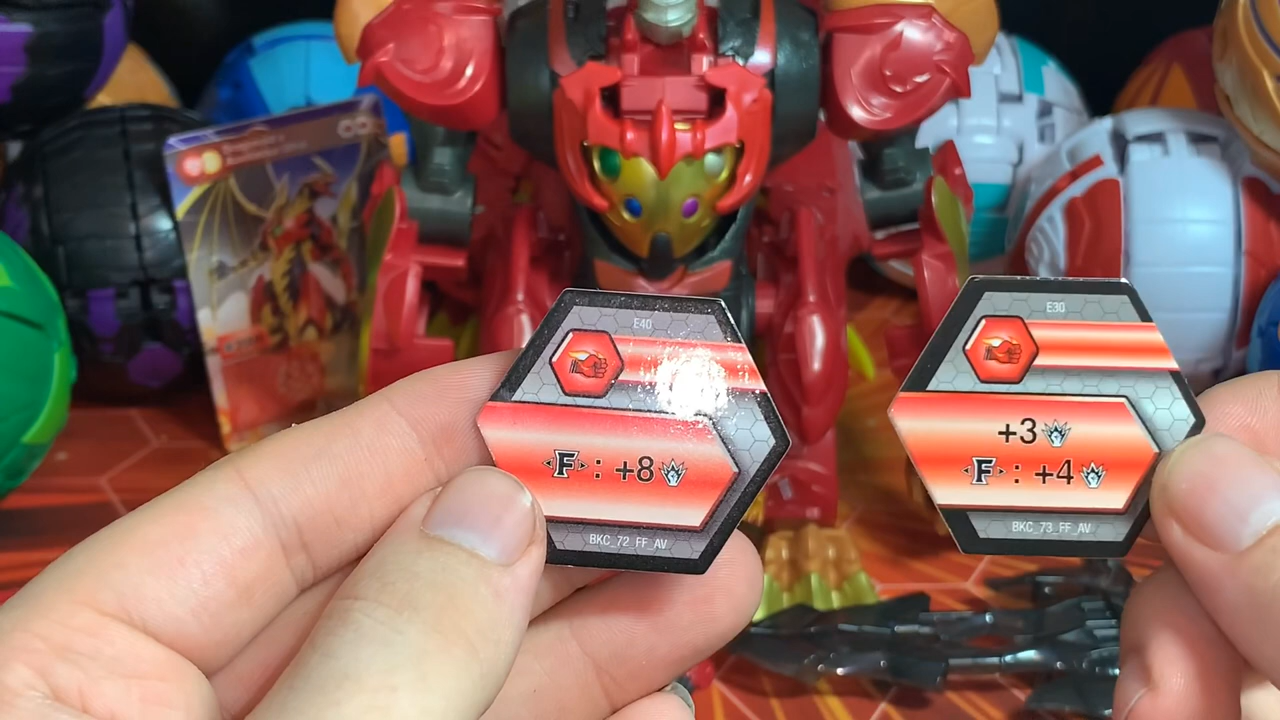 E40
F : +8
BKC_72_FF_AV
E30
+3
F : +4
BKC_73_FF_AV